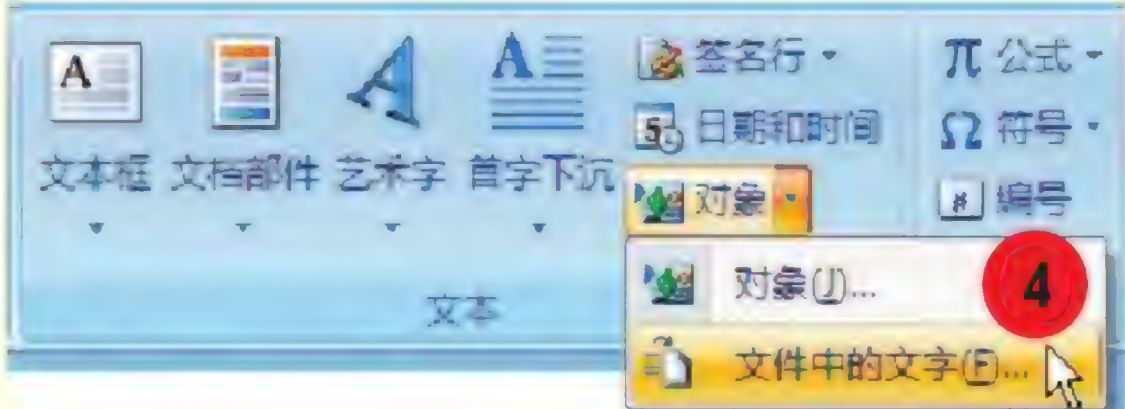 文本框 文档部件 艺术字 首字下沉
签名行
日期和时间
对象
π 公式
Ω 符号
# 编号
文本
对象(J)...
4
文件中的文字(F)...